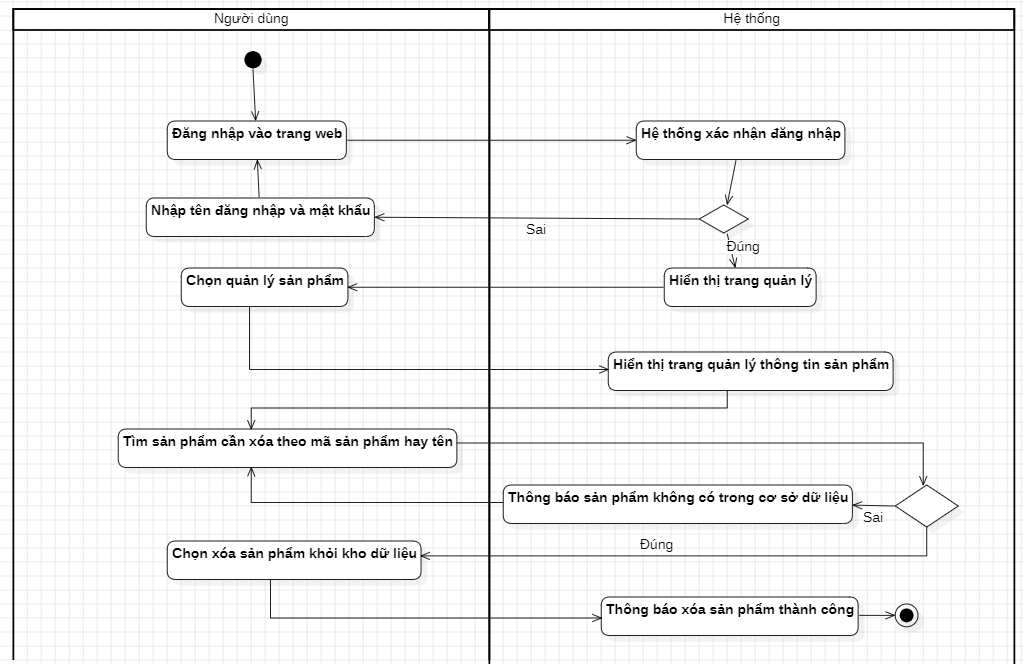 Người dùng
Hệ thống
Đăng nhập vào trang web
Hệ thống xác nhận đăng nhập
Nhập tên đăng nhập và mật khẩu
Sai
Đúng
Chọn quản lý sản phẩm
Hiển thị trang quản lý
Hiển thị trang quản lý thông tin sản phẩm
Tìm sản phẩm cần xóa theo mã sản phẩm hay tên
Thông báo sản phẩm không có trong cơ sở dữ liệu
Sai
Đúng
Chọn xóa sản phẩm khỏi kho dữ liệu
Thông báo xóa sản phẩm thành công